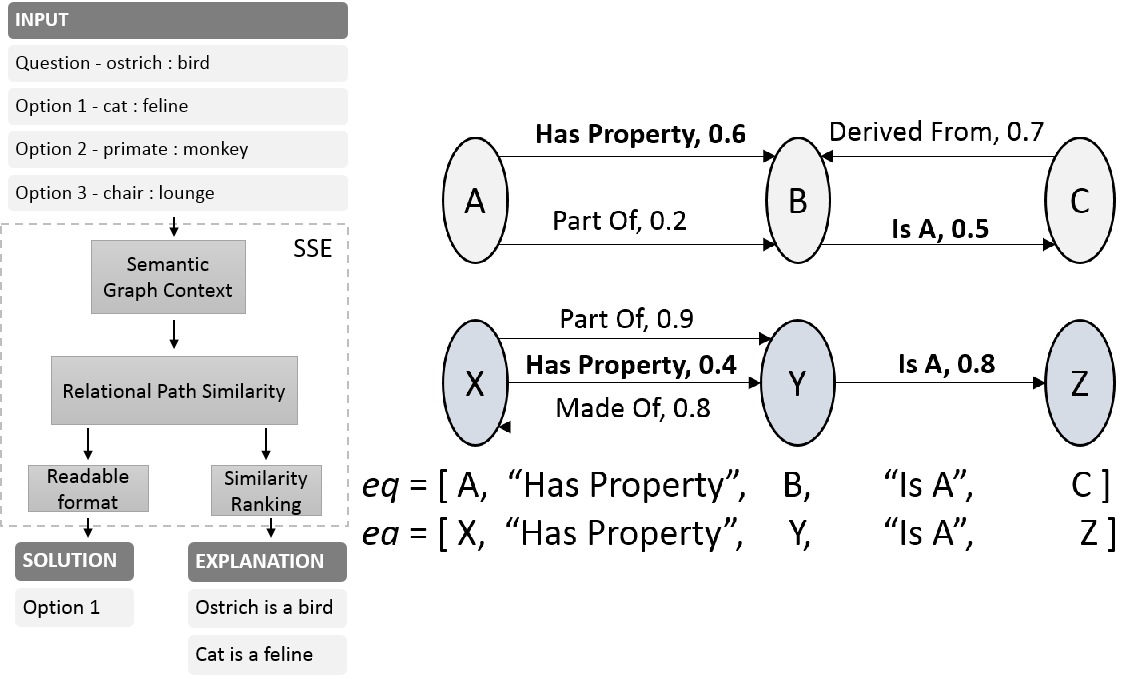 INPUT
Question - ostrich : bird
Option 1 - cat : feline
Option 2 - primate : monkey
Option 3 - chair : lounge
SSE
Semantic
Graph Context
Relational Path Similarity
Readable
format
Similarity
Ranking
SOLUTION
Option 1
EXPLANATION
Ostrich is a bird
Cat is a feline
Has Property, 0.6
Derived From, 0.7
A
B
C
Part Of, 0.2
Is A, 0.5
Part Of, 0.9
Has Property, 0.4
Is A, 0.8
X
Y
Z
Made Of, 0.8
eq = [ A, “Has Property”, B, “Is A”, C ]
ea = [ X, “Has Property”, Y, “Is A”, Z ]